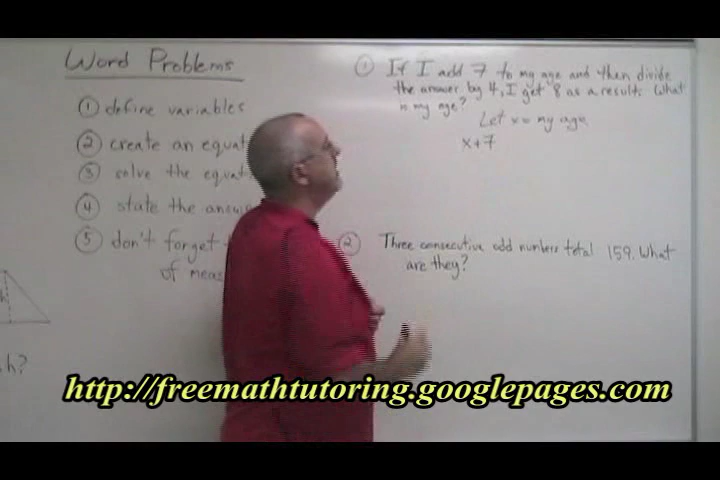 Word Problems
① define variables
② create an equat
③ solve the equat
④ state the answe
⑤ don't forget
of meas
h?
① If I add 7 to my age and then divide
the answer by 4, I get 8 as a result. What
is my age?
Let x = my age
x+7
② Three consecutive odd numbers total 159. What
are they?
http://freemathtutoring.googlepages.com